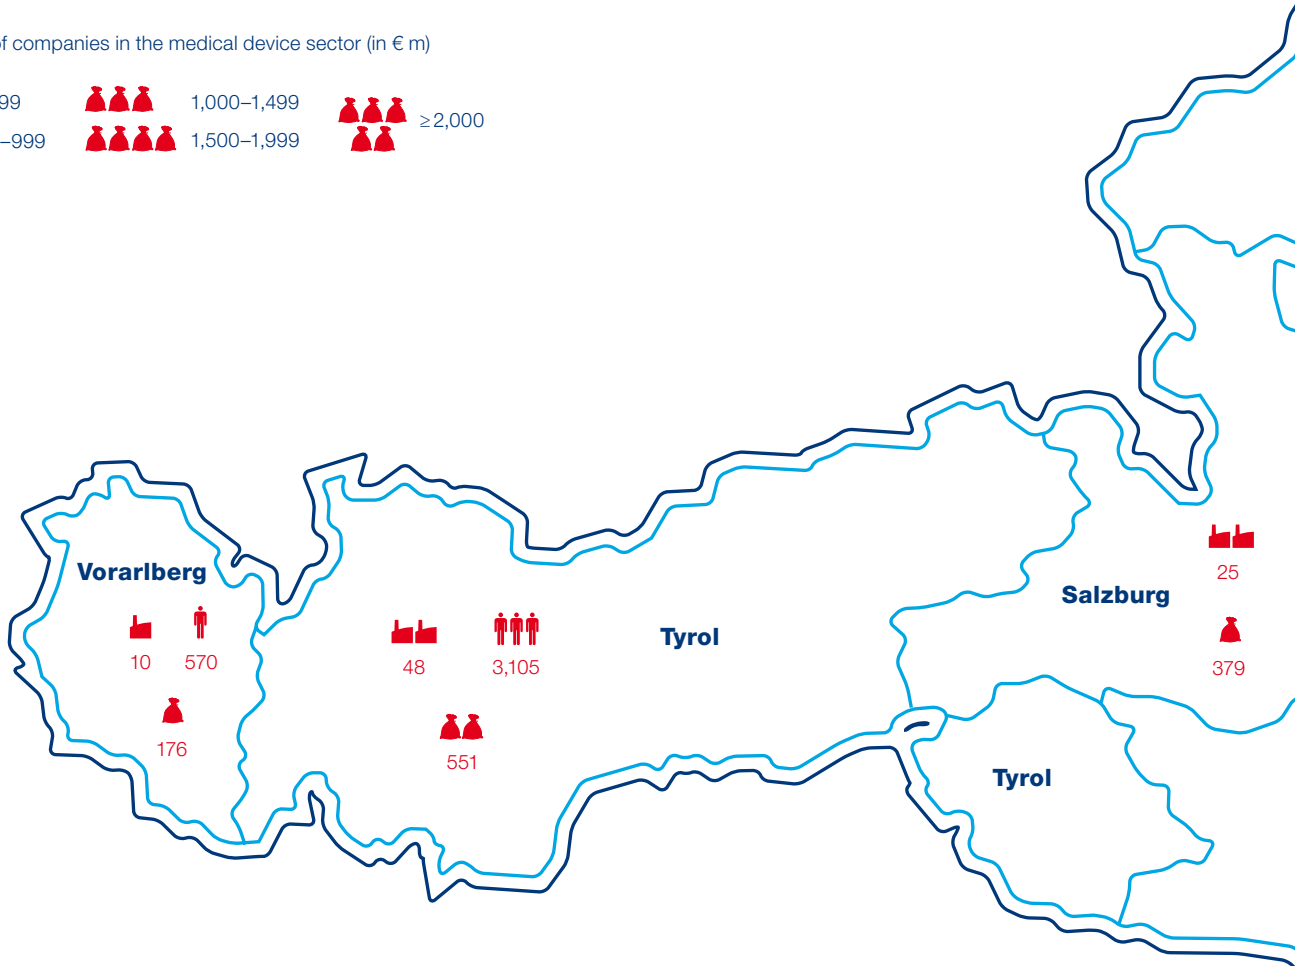 of companies in the medical device sector (in € m)
99
1,000–1,499
≥2,000
–999
1,500–1,999
Vorarlberg
10
570
176
48
3,105
551
Tyrol
Salzburg
25
379
Tyrol